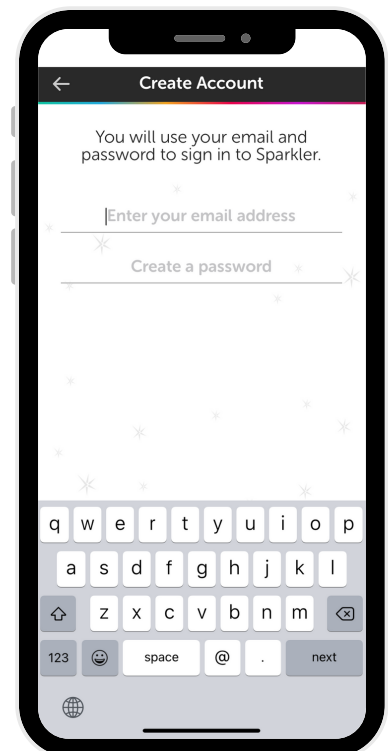 Create Account
You will use your email and
password to sign in to Sparkler.
Enter your email address
Create a password
q w e r t y u i o p
a s d f g h j k l
z x c v b n m
123 space @ . next